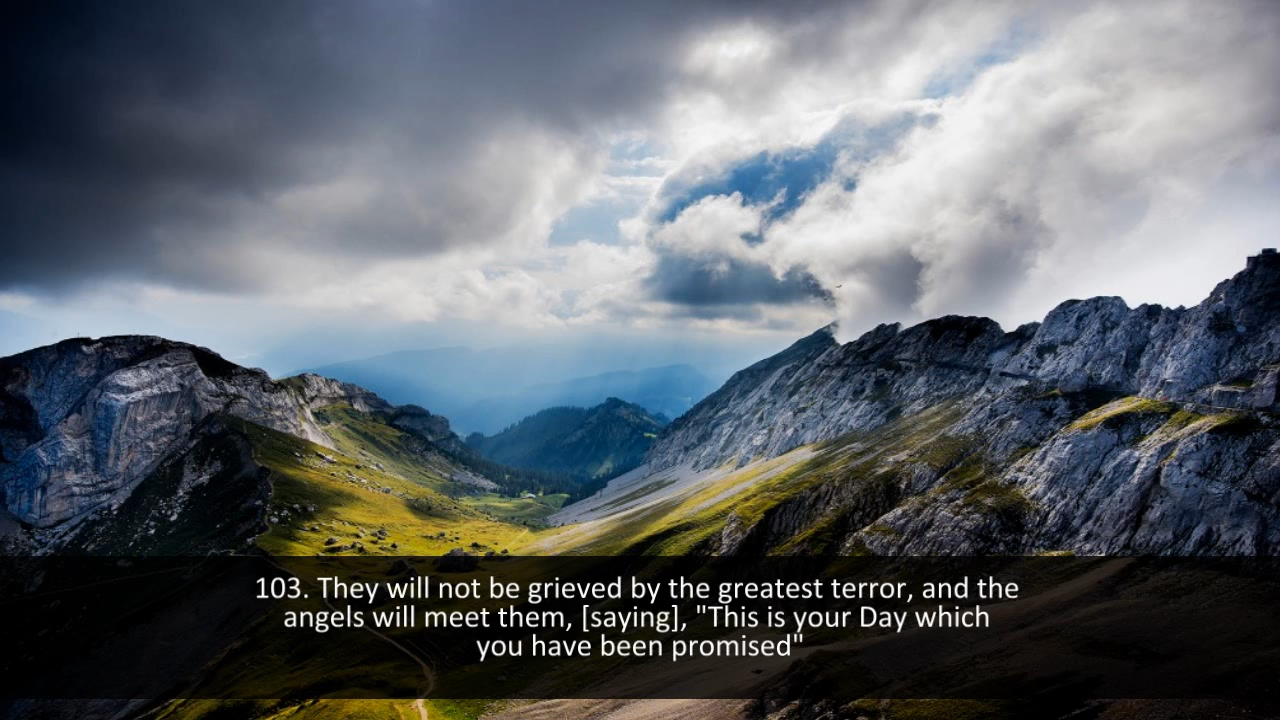 103. They will not be grieved by the greatest terror, and the
angels will meet them, [saying], "This is your Day which
you have been promised"